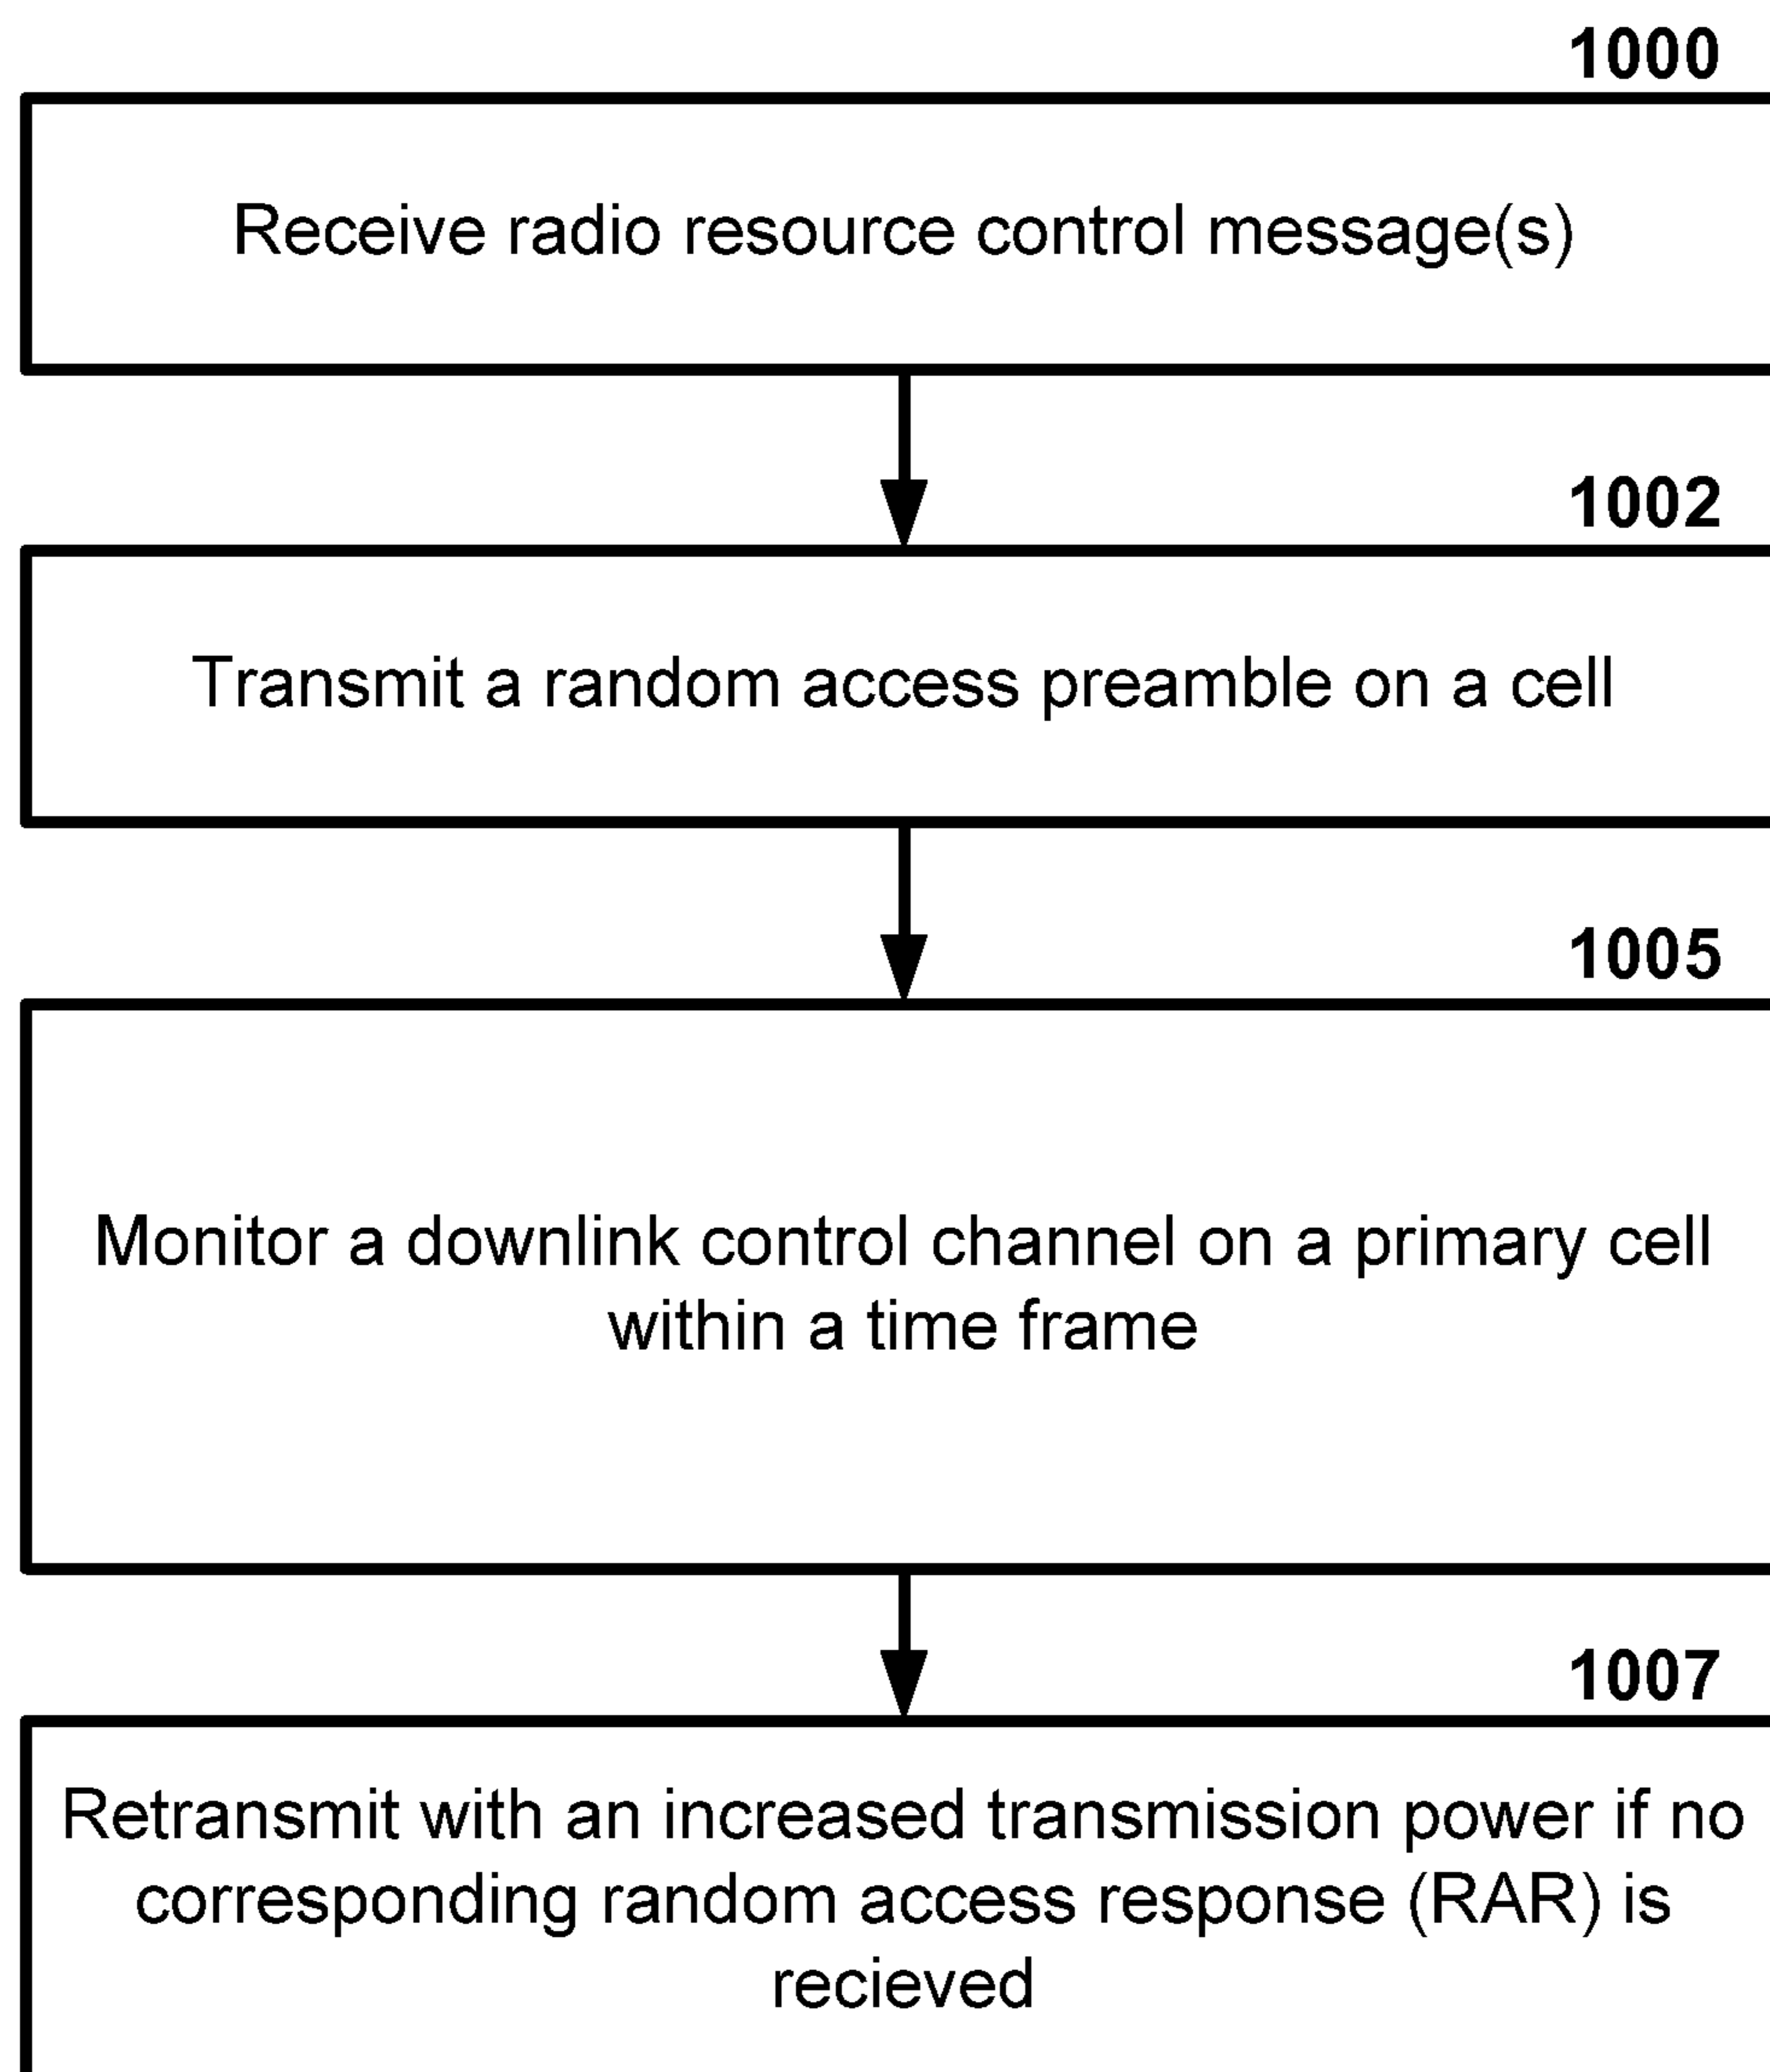 1000
Receive radio resource control message(s)
1002
Transmit a random access preamble on a cell
1005
Monitor a downlink control channel on a primary cell
within a time frame
1007
Retransmit with an increased transmission power if no
corresponding random access response (RAR) is
recieved